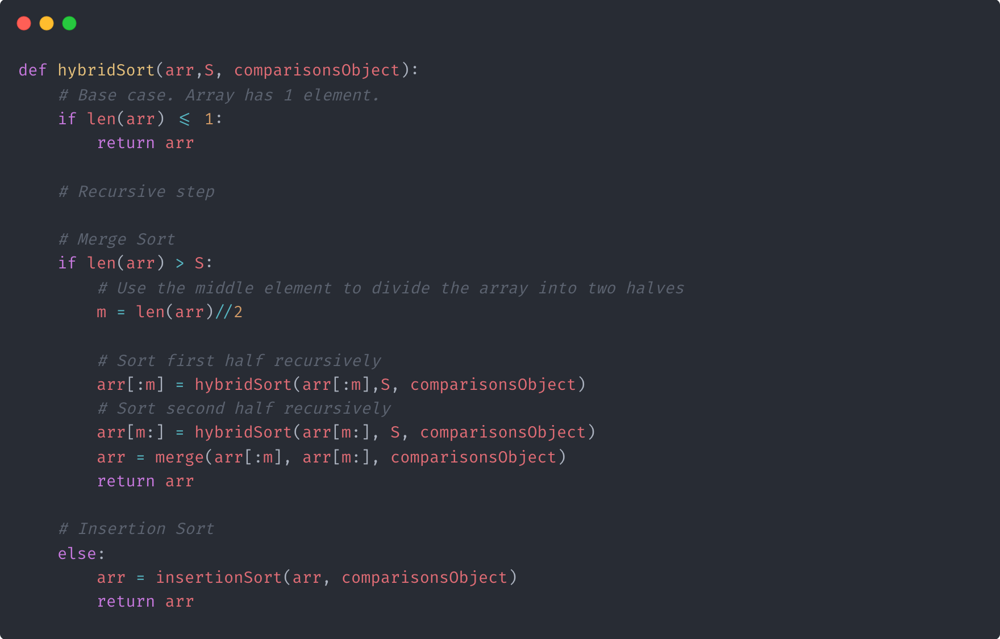 def hybridSort(arr,S, comparisonsObject):
    # Base case. Array has 1 element.
    if len(arr) <= 1:
        return arr

    # Recursive step

    # Merge Sort
    if len(arr) > S:
        # Use the middle element to divide the array into two halves
        m = len(arr)//2

        # Sort first half recursively
        arr[:m] = hybridSort(arr[:m],S, comparisonsObject)
        # Sort second half recursively
        arr[m:] = hybridSort(arr[m:], S, comparisonsObject)
        arr = merge(arr[:m], arr[m:], comparisonsObject)
        return arr

    # Insertion Sort
    else:
        arr = insertionSort(arr, comparisonsObject)
        return arr